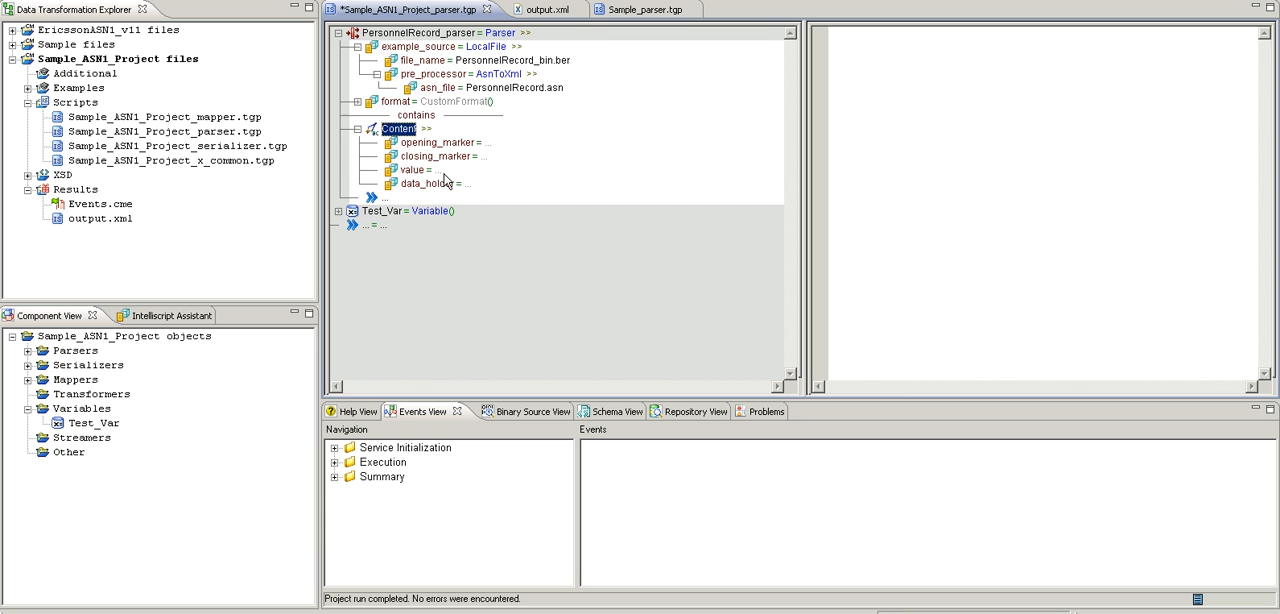 Data Transformation Explorer
EricssonASN1_v11 files
Sample files
Sample_ASN1_Project files
Additional
Examples
Scripts
Sample_ASN1_Project_mapper.tgp
Sample_ASN1_Project_parser.tgp
Sample_ASN1_Project_serializer.tgp
Sample_ASN1_Project_x_common.tgp
XSD
Results
Events.cme
output.xml
Component View Intelliscript Assistant
Sample_ASN1_Project objects
Parsers
Serializers
Mappers
Transformers
Variables
Test_Var
Streamers
Other
*Sample_ASN1_Project_parser.tgp output.xml Sample_parser.tgp
PersonnelRecord_parser = Parser >>
example_source = LocalFile >>
file_name = PersonnelRecord_bin.ber
pre_processor = AsnToXml >>
asn_file = PersonnelRecord.asn
format = CustomFormat()
contains
Content >>
opening_marker = ...
closing_marker = ...
value = ...
= ...
...
Test_Var = Variable()
... = ...
Help View Events View Binary Source View Schema View Repository View Problems
Navigation Events
Service Initialization
Execution
Summary
Project run completed. No errors were encountered.